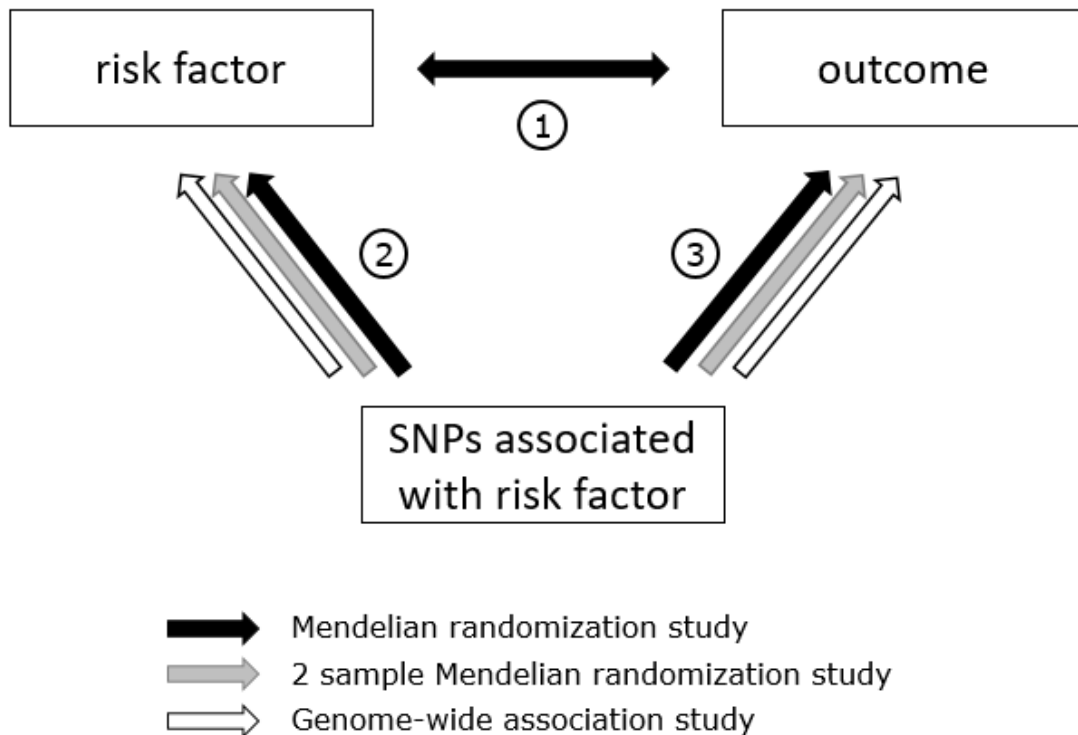 risk factor
outcome
1
2
3
SNPs associated
with risk factor
Mendelian randomization study
2 sample Mendelian randomization study
Genome-wide association study